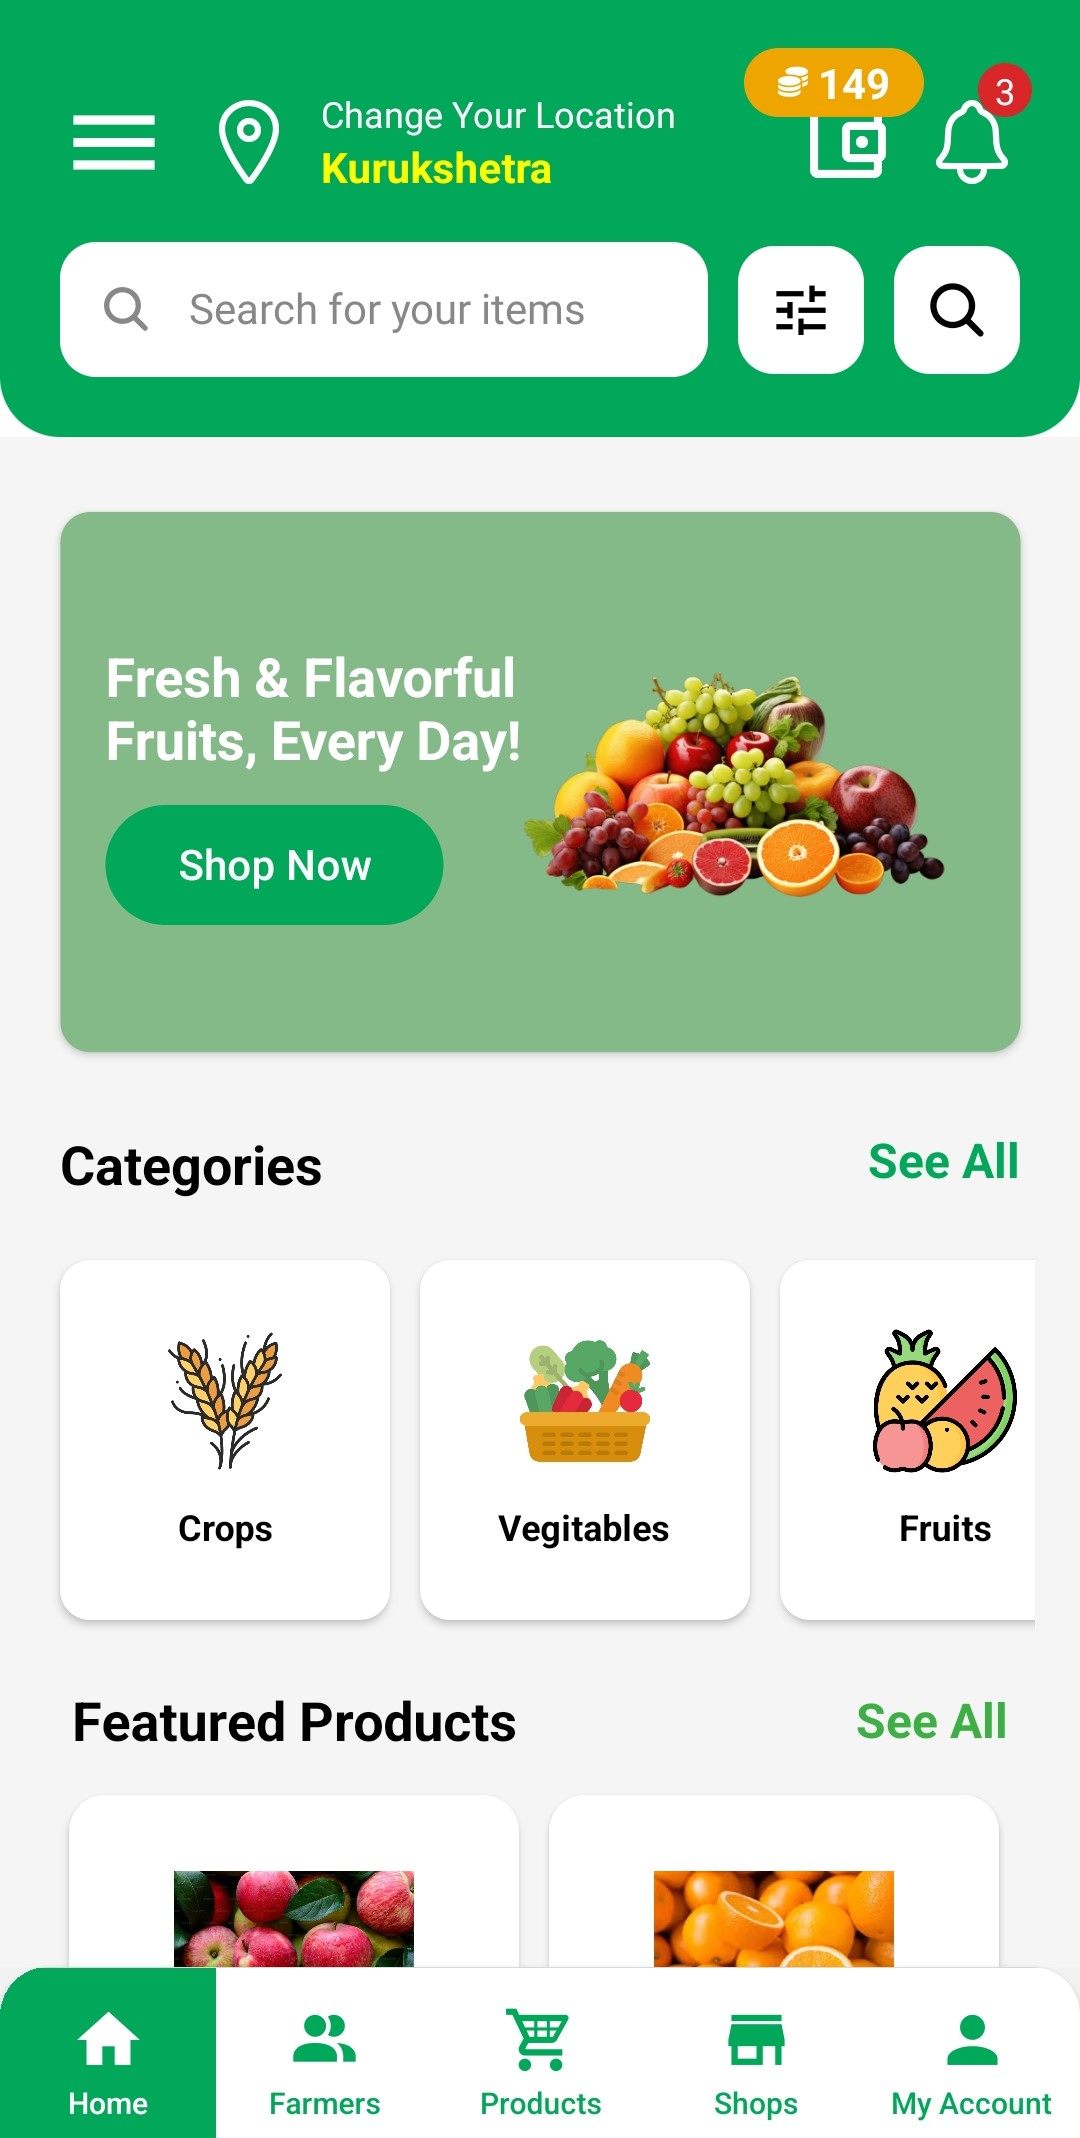 149
3
Change Your Location
Kurukshetra
Search for your items
Fresh & Flavorful
Fruits, Every Day!
Shop Now
Categories
See All
Crops
Vegitables
Fruits
Featured Products
See All
Home
Farmers
Products
Shops
My Account